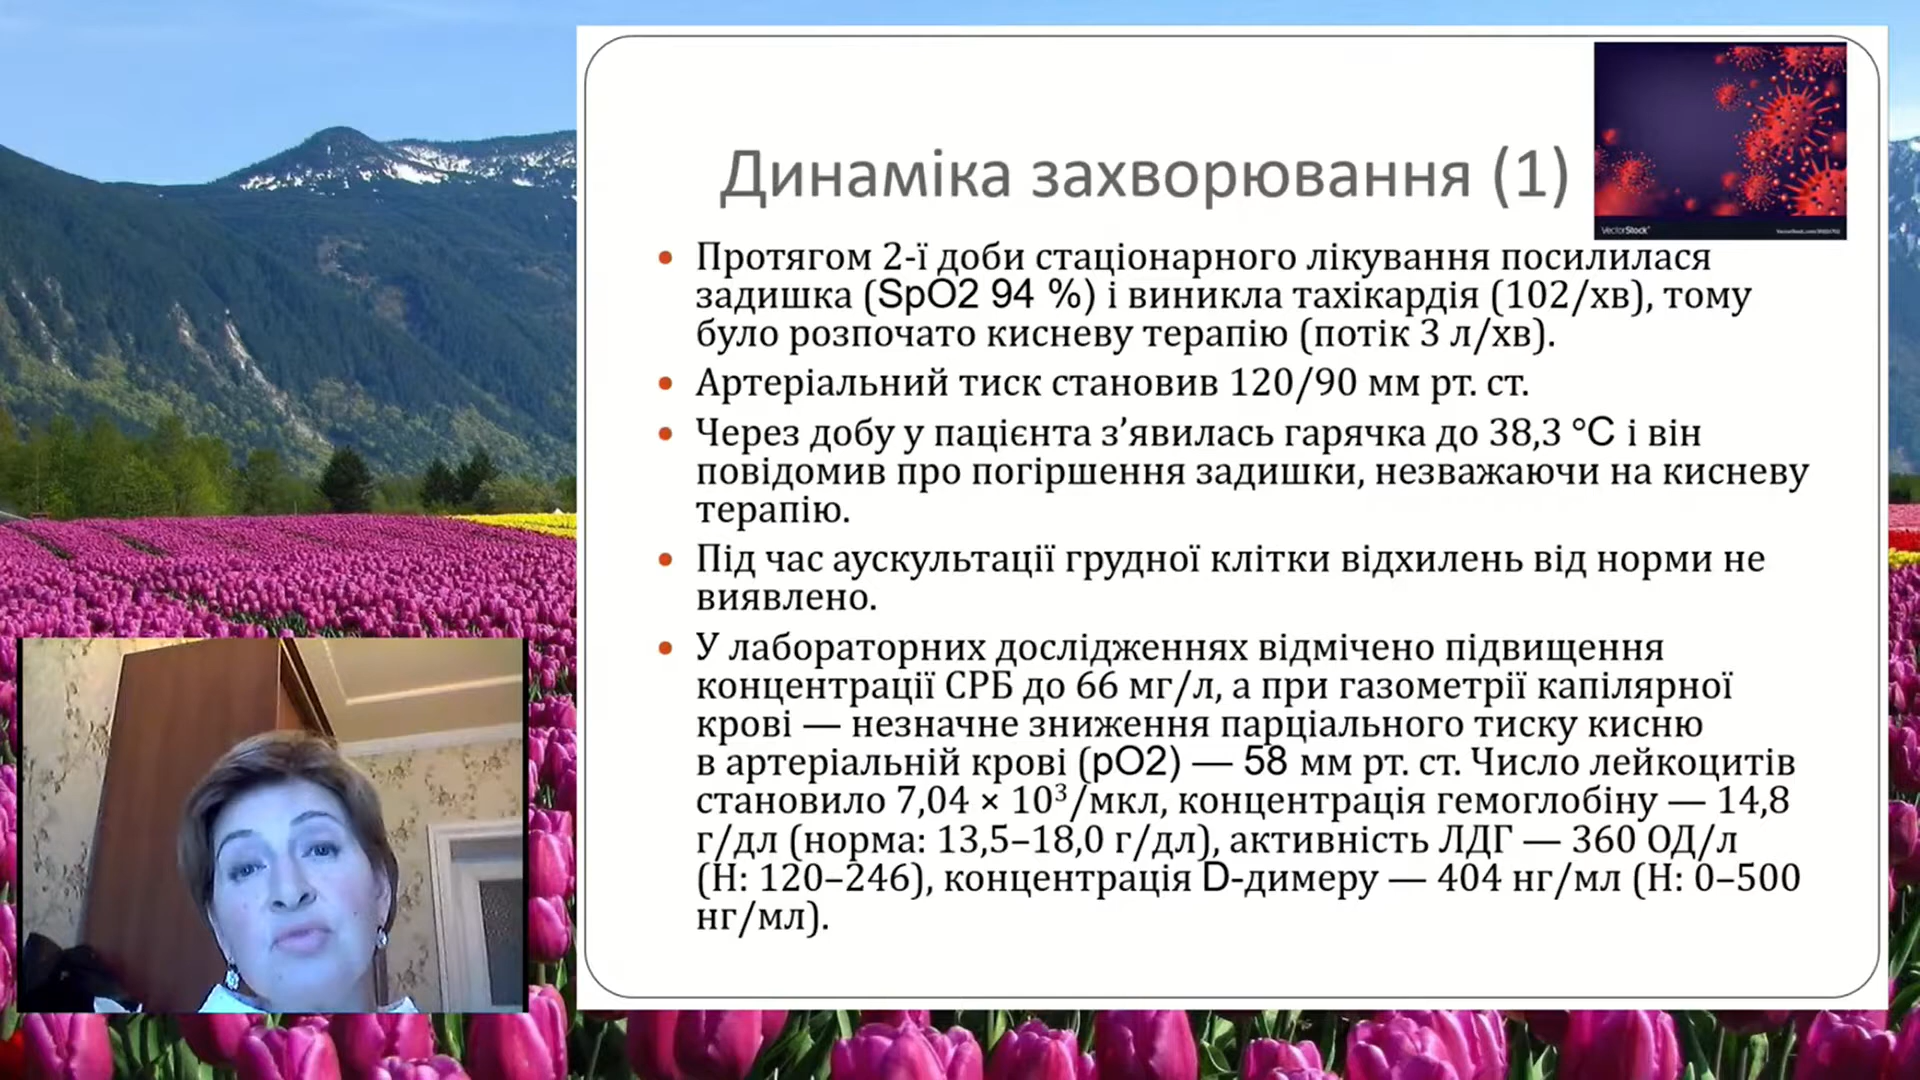 Динаміка захворювання (1)
VectorStock
Протягом 2-ї доби стаціонарного лікування посилилася
задишка (SpO2 94 %) і виникла тахікардія (102/хв), тому
було розпочато кисневу терапію (потік 3 л/хв).
Артеріальний тиск становив 120/90 мм рт. ст.
Через добу у пацієнта з’явилась гарячка до 38,3 °C і він
повідомив про погіршення задишки, незважаючи на кисневу
терапію.
Під час аускультації грудної клітки відхилень від норми не
виявлено.
У лабораторних дослідженнях відмічено підвищення
концентрації СРБ до 66 мг/л, а при газометрії капілярної
крові — незначне зниження парціального тиску кисню
в артеріальній крові (pO2) — 58 мм рт. ст. Число лейкоцитів
становило 7,04 × 10³/мкл, концентрація гемоглобіну — 14,8
г/дл (норма: 13,5–18,0 г/дл), активність ЛДГ — 360 ОД/л
(Н: 120–246), концентрація D-димеру — 404 нг/мл (Н: 0–500
нг/мл).